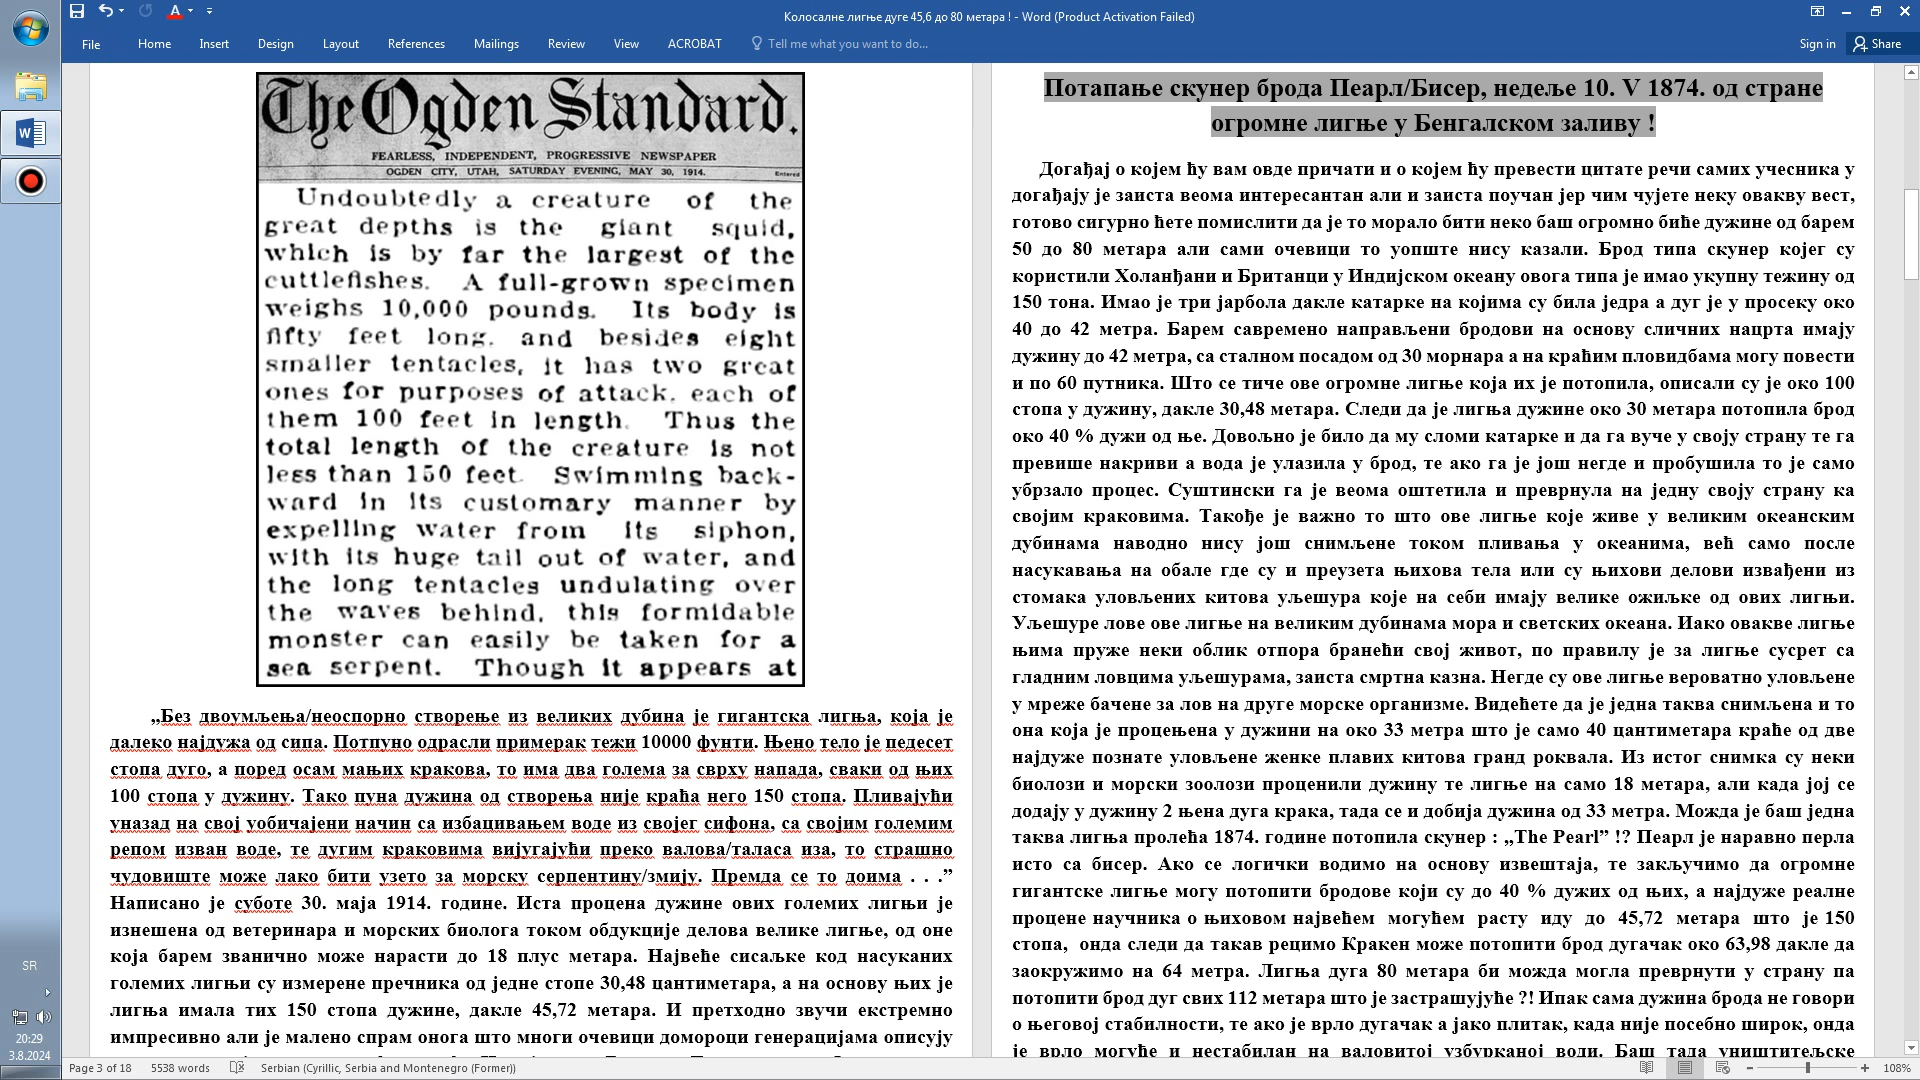 Колосалне лигње дуге 45,6 до 80 метара ! - Word (Product Activation Failed)
File Home Insert Design Layout References Mailings Review View ACROBAT Tell me what you want to do... Sign in Share
The Ogden Standard.
FEARLESS, INDEPENDENT, PROGRESSIVE NEWSPAPER
OGDEN CITY, UTAH, SATURDAY EVENING, MAY 30, 1914. Entered
Undoubtedly a creature of the
great depths is the giant squid,
which is by far the largest of the
cuttlefishes. A full-grown specimen
weighs 10,000 pounds. Its body is
fifty feet long, and besides eight
smaller tentacles, it has two great
ones for purposes of attack, each of
them 100 feet in length. Thus the
total length of the creature is not
less than 150 feet. Swimming back-
ward in its customary manner by
expelling water from its siphon,
with its huge tail out of water, and
the long tentacles undulating over
the waves behind, this formidable
monster can easily be taken for a
sea serpent. Though it appears at
„Без двоумљења/неоспорно створење из великих дубина је гигантска лигња, која је
далеко најдужа од сипа. Потпуно одрасли примерак тежи 10000 фунти. Њено тело је педесет
стопа дуго, а поред осам мањих кракова, то има два голема за сврху напада, сваки од њих
100 стопа у дужину. Тако пуна дужина од створења није краћа него 150 стопа. Пливајући
уназад на свој уобичајени начин са избацивањем воде из својег сифона, са својим големим
репом изван воде, те дугим краковима вијугајући преко валова/таласа иза, то страшно
чудовиште може лако бити узето за морску серпентину/змију. Премда се то доима . . .”
Написано је суботе 30. маја 1914. године. Иста процена дужине ових големих лигњи је
изнешена од ветеринара и морских биолога током обдукције делова велике лигње, од оне
која барем званично може нарасти до 18 плус метара. Највеће сисаљке код насуканих
големих лигњи су измерене пречника од једне стопе 30,48 цантиметара, а на основу њих је
лигња имала тих 150 стопа дужине, дакле 45,72 метара. И претходно звучи екстремно
импресивно али је малено спрам онога што многи очевици домороци генерацијама описују
Потапање скунер брода Пеарл/Бисер, недеље 10. V 1874. од стране
огромне лигње у Бенгалском заливу !
Догађај о којем ћу вам овде причати и о којем ћу превести цитате речи самих учесника у
догађају је заиста веома интересантан али и заиста поучан јер чим чујете неку овакву вест,
готово сигурно ћете помислити да је то морало бити неко баш огромно биће дужине од барем
50 до 80 метара али сами очевици то уопште нису казали. Брод типа скунер којег су
користили Холанђани и Британци у Индијском океану овога типа је имао укупну тежину од
150 тона. Имао је три јарбола дакле катарке на којима су била једра а дуг је у просеку око
40 до 42 метра. Барем савремено направљени бродови на основу сличних нацрта имају
дужину до 42 метра, са сталном посадом од 30 морнара а на краћим пловидбама могу повести
и по 60 путника. Што се тиче ове огромне лигње која их је потопила, описали су је око 100
стопа у дужину, дакле 30,48 метара. Следи да је лигња дужине око 30 метара потопила брод
око 40 % дужи од ње. Довољно је било да му сломи катарке и да га вуче у своју страну те га
превише накриви а вода је улазила у брод, те ако га је још негде и пробушила то је само
убрзало процес. Суштински га је веома оштетила и преврнула на једну своју страну ка
својим краковима. Такође је важно то што ове лигње које живе у великим океанским
дубинама наводно нису још снимљене током пливања у океанима, већ само после
насукавања на обале где су и преузета њихова тела или су њихови делови извађени из
стомака уловљених китова уљешура које на себи имају велике ожиљке од ових лигњи.
Уљешуре лове ове лигње на великим дубинама мора и светских океана. Иако овакве лигње
њима пруже неки облик отпора бранећи свој живот, по правилу је за лигње сусрет са
гладним ловцима уљешурама, заиста смртна казна. Негде су ове лигње вероватно уловљене
у мреже бачене за лов на друге морске организме. Видећете да је једна таква снимљена и то
она која је процењена у дужини на око 33 метра што је само 40 цантиметара краће од две
најдуже познате уловљене женке плавих китова гранд роквала. Из истог снимка су неки
биолози и морски зоолози проценили дужину те лигње на само 18 метара, али када јој се
додају у дужину 2 њена дуга крака, тада се и добија дужина од 33 метра. Можда је баш једна
таква лигња пролећа 1874. године потопила скунер : „The Pearl” !? Пеарл је наравно перла
исто са бисер. Ако се логички водимо на основу извештаја, те закључимо да огромне
гигантске лигње могу потопити бродове који су до 40 % дужих од њих, а најдуже реалне
процене научника о њиховом највећем могућем расту иду до 45,72 метара што је 150
стопа, онда следи да такав рецимо Кракен може потопити брод дугачак око 63,98 дакле да
заокружимо на 64 метра. Лигња дуга 80 метара би можда могла преврнути у страну па
потопити брод дуг свих 112 метара што је застрашујуће ?! Ипак сама дужина брода не говори
о његовој стабилности, те ако је врло дугачак а јако плитак, када није посебно широк, онда
је врло могуће и нестабилан на валовитој узбурканој води. Баш тада уништитељске
SR
20:29
3.8.2024
Page 3 of 18 5538 words Serbian (Cyrillic, Serbia and Montenegro (Former)) 108%